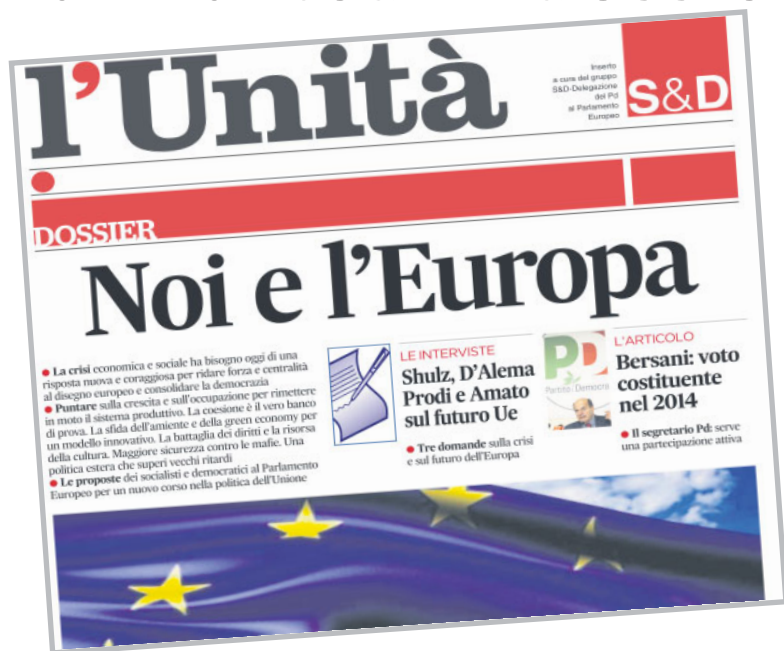 l'Unità
Inserto
a cura del gruppo
S&D-Delegazione
del Pd
al Parlamento
Europeo
S&D
DOSSIER
Noi e l'Europa
● La crisi economica e sociale ha bisogno oggi di una
risposta nuova e coraggiosa per ridare forza e centralità
al disegno europeo e consolidare la democrazia
● Puntare sulla crescita e sull'occupazione per rimettere
in moto il sistema produttivo. La coesione è il vero banco
di prova. La sfida dell'amiente e della green economy per
un modello innovativo. La battaglia dei diritti e la risorsa
della cultura. Maggiore sicurezza contro le mafie. Una
politica estera che superi vecchi ritardi
● Le proposte dei socialisti e democratici al Parlamento
Europeo per un nuovo corso nella politica dell'Unione
LE INTERVISTE
Shulz, D'Alema
Prodi e Amato
sul futuro Ue
● Tre domande sulla crisi
e sul futuro dell'Europa
PD
Partito Democra
L'ARTICOLO
Bersani: voto
costituente
nel 2014
● Il segretario Pd: serve
una partecipazione attiva